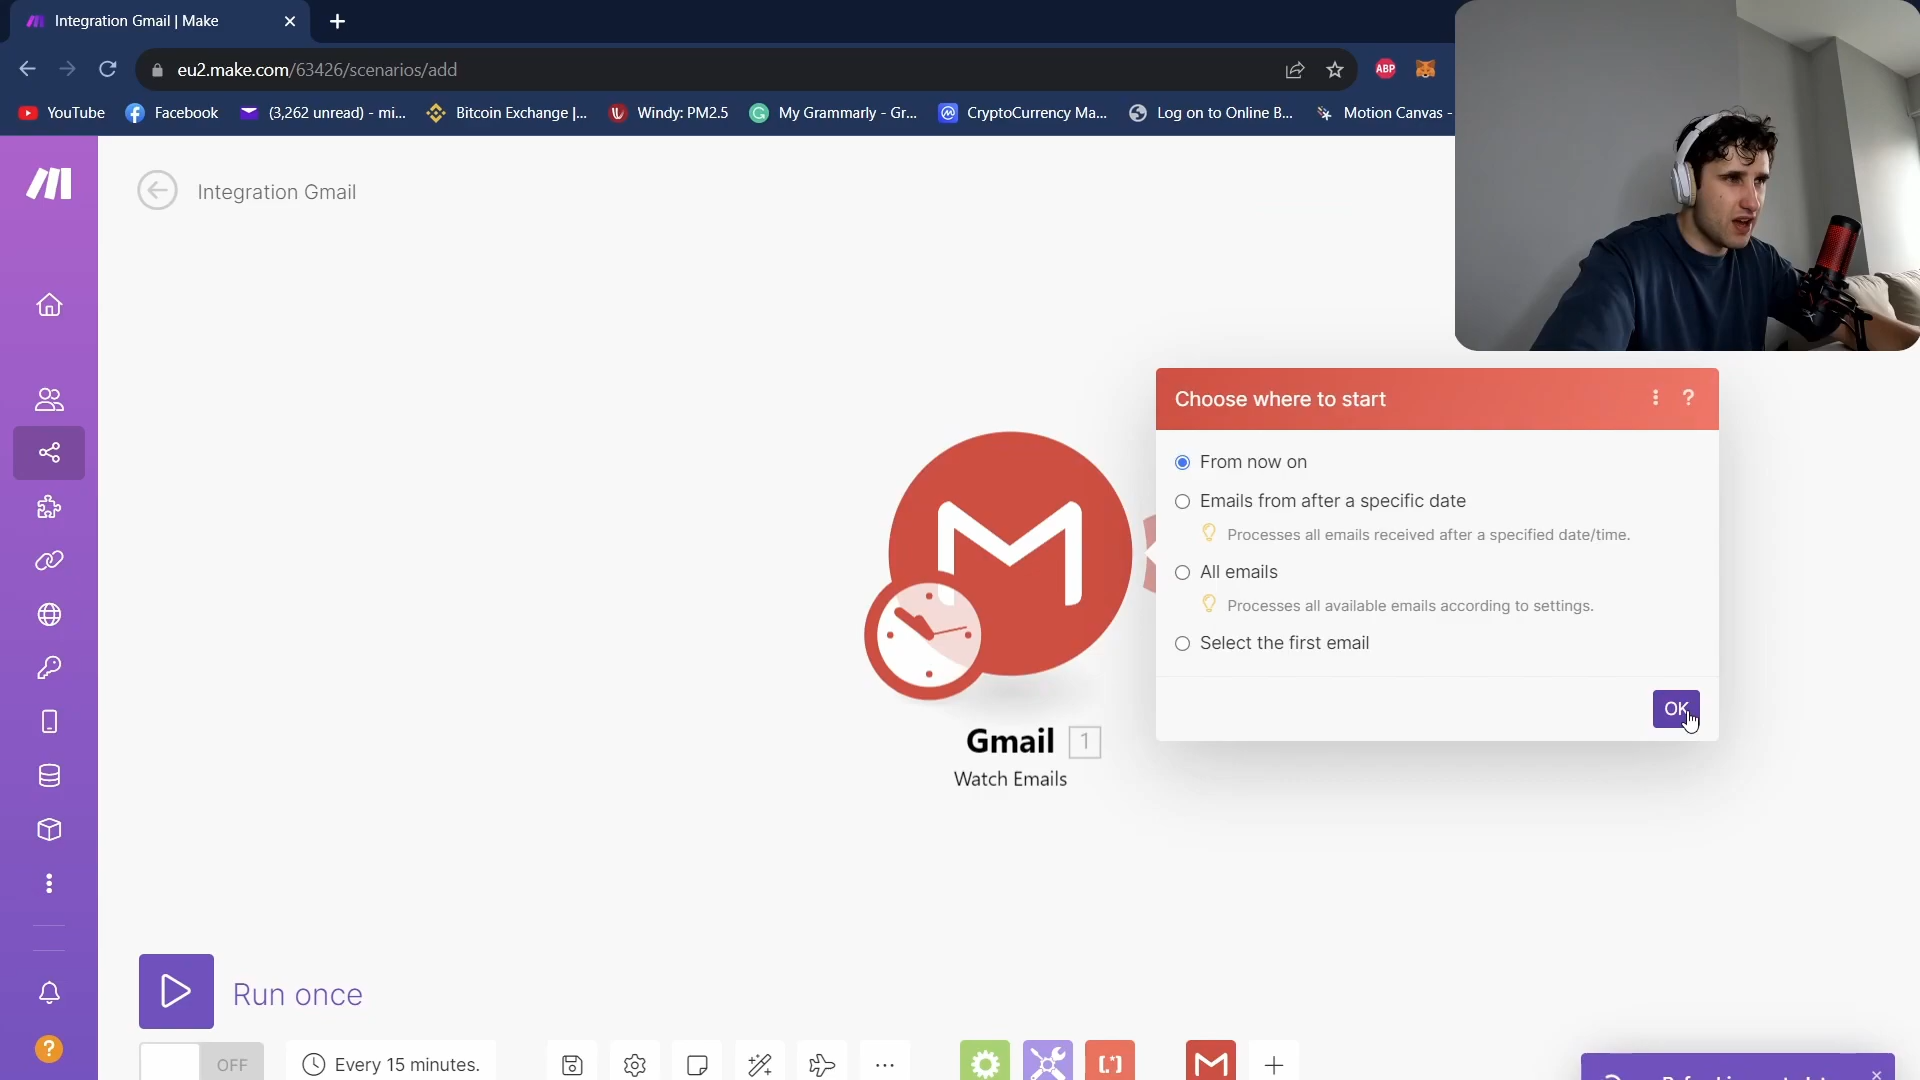 Integration Gmail | Make
eu2.make.com/63426/scenarios/add
ABP
YouTube
Facebook
(3,262 unread) - mi...
Bitcoin Exchange |...
Windy: PM2.5
My Grammarly - Gr...
CryptoCurrency Ma...
Log on to Online B...
Motion Canvas -
Integration Gmail
Choose where to start
?
From now on
Emails from after a specific date
Processes all emails received after a specified date/time.
All emails
Processes all available emails according to settings.
Select the first email
OK
Gmail 1
Watch Emails
Run once
?
OFF
Every 15 minutes.
[.*]